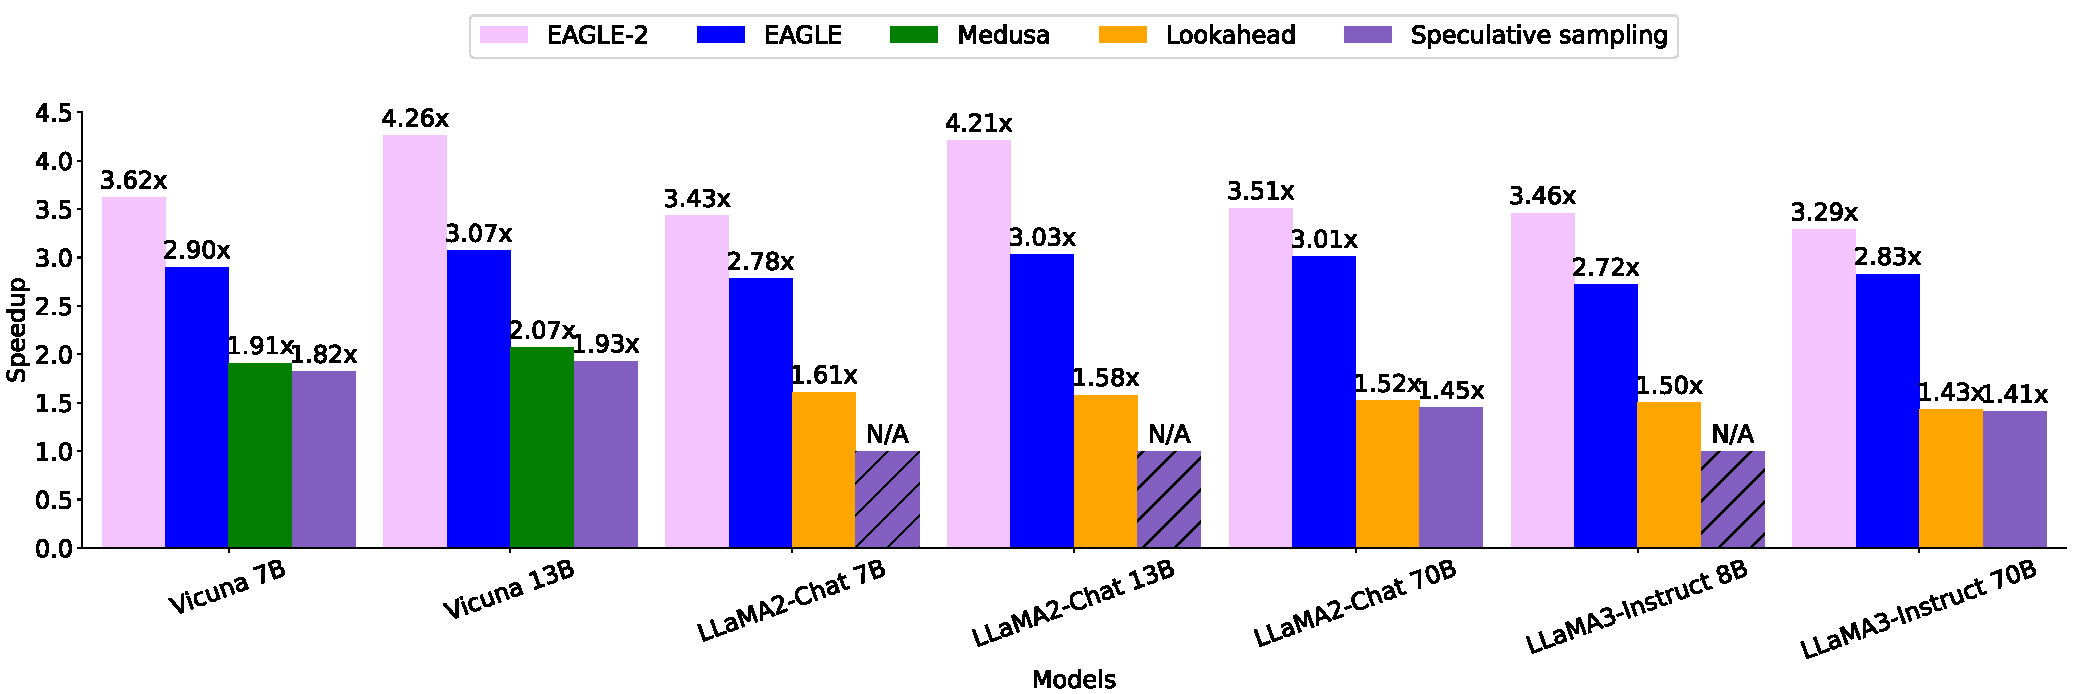 EAGLE-2 EAGLE Medusa Lookahead Speculative sampling
Speedup
4.5
4.0
3.5
3.0
2.5
2.0
1.5
1.0
0.5
0.0
3.62x 2.90x 1.91x 1.82x
4.26x 3.07x 2.07x 1.93x
3.43x 2.78x 1.61x N/A
4.21x 3.03x 1.58x N/A
3.51x 3.01x 1.52x 1.45x
3.46x 2.72x 1.50x N/A
3.29x 2.83x 1.43x 1.41x
Vicuna 7B
Vicuna 13B
LLaMA2-Chat 7B
LLaMA2-Chat 13B
LLaMA2-Chat 70B
LLaMA3-Instruct 8B
LLaMA3-Instruct 70B
Models